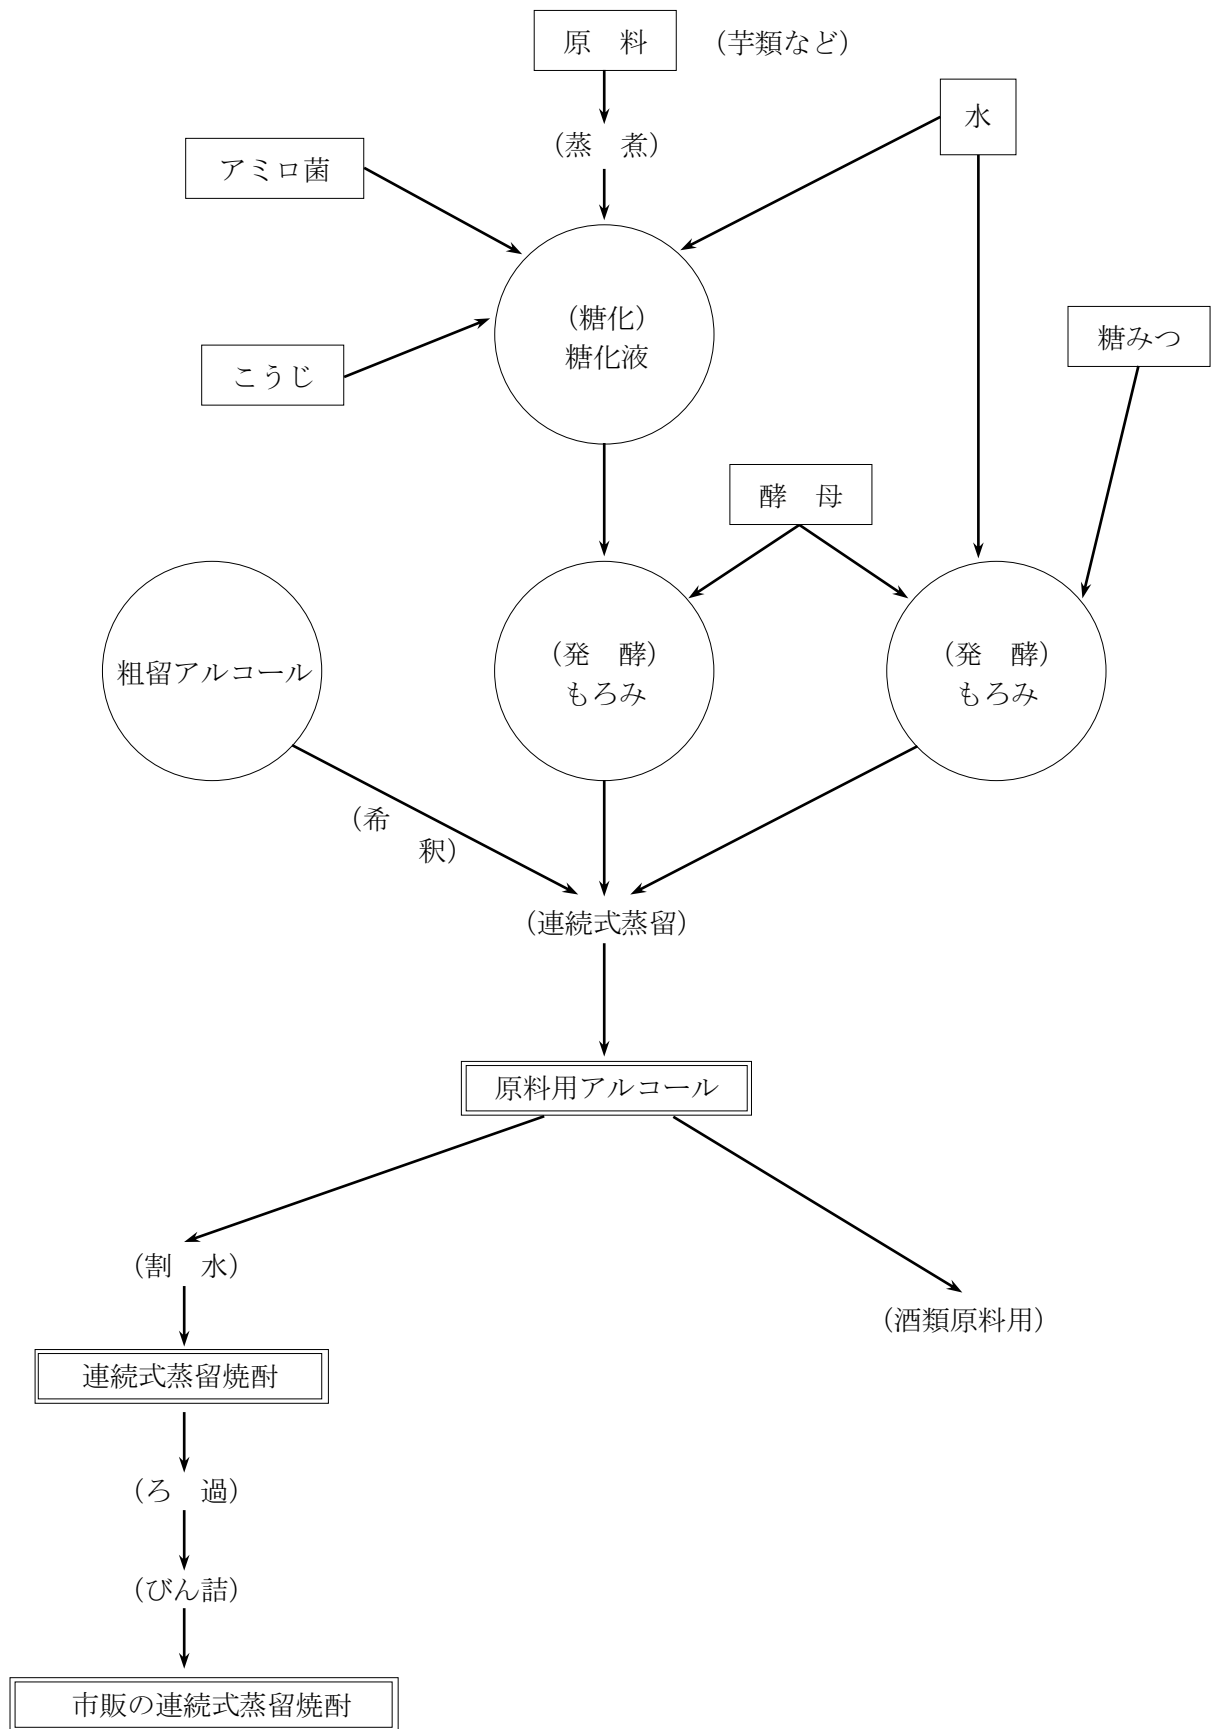 原　料　（芋類など）
水
（蒸　煮）
アミロ菌
（糖化）
糖化液
こうじ
糖みつ
酵　母
粗留アルコール
（発　酵）
もろみ
（発　酵）
もろみ
（希
釈）
（連続式蒸留）
原料用アルコール
（割　水）
（酒類原料用）
連続式蒸留焼酎
（ろ　過）
（びん詰）
市販の連続式蒸留焼酎